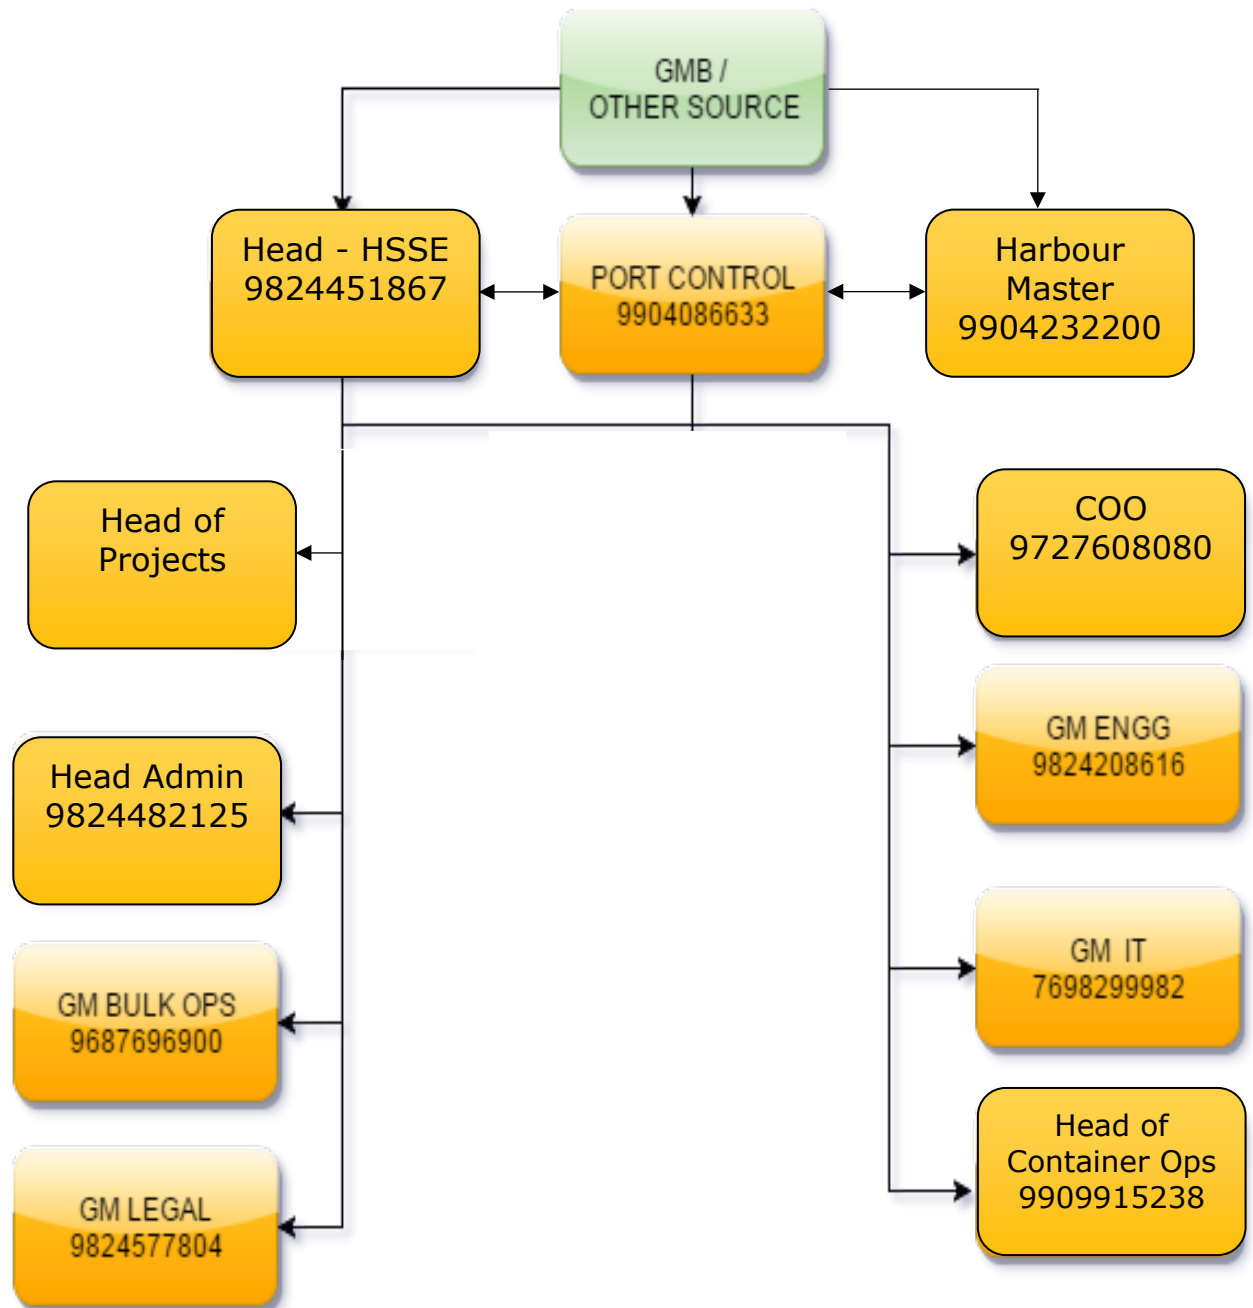 GMB /
OTHER SOURCE
Head - HSSE
9824451867
PORT CONTROL
9904086633
Harbour
Master
9904232200
Head of
Projects
COO
9727608080
GM ENGG
9824208616
Head Admin
9824482125
GM IT
7698299982
GM BULK OPS
9687696900
Head of
Container Ops
9909915238
GM LEGAL
9824577804